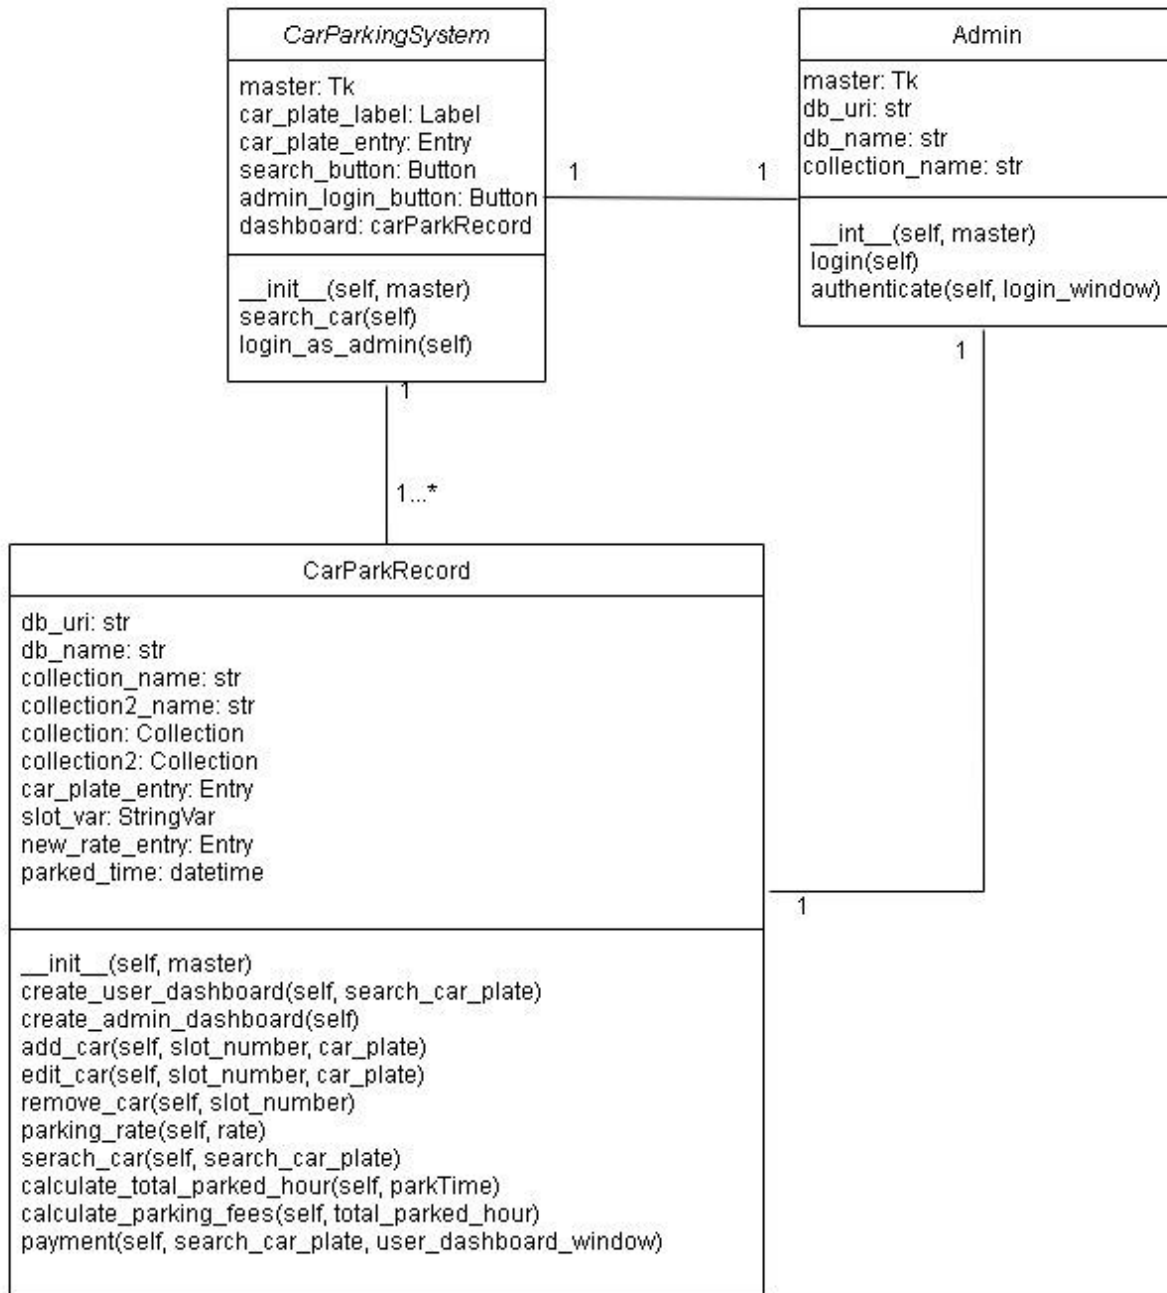 CarParkingSystem
master: Tk
car_plate_label: Label
car_plate_entry: Entry
search_button: Button
admin_login_button: Button
dashboard: carParkRecord
__init__(self, master)
search_car(self)
login_as_admin(self)
Admin
master: Tk
db_uri: str
db_name: str
collection_name: str
__int__(self, master)
login(self)
authenticate(self, login_window)
1
1
1
1
1...*
CarParkRecord
db_uri: str
db_name: str
collection_name: str
collection2_name: str
collection: Collection
collection2: Collection
car_plate_entry: Entry
slot_var: StringVar
new_rate_entry: Entry
parked_time: datetime
1
__init__(self, master)
create_user_dashboard(self, search_car_plate)
create_admin_dashboard(self)
add_car(self, slot_number, car_plate)
edit_car(self, slot_number, car_plate)
remove_car(self, slot_number)
parking_rate(self, rate)
serach_car(self, search_car_plate)
calculate_total_parked_hour(self, parkTime)
calculate_parking_fees(self, total_parked_hour)
payment(self, search_car_plate, user_dashboard_window)